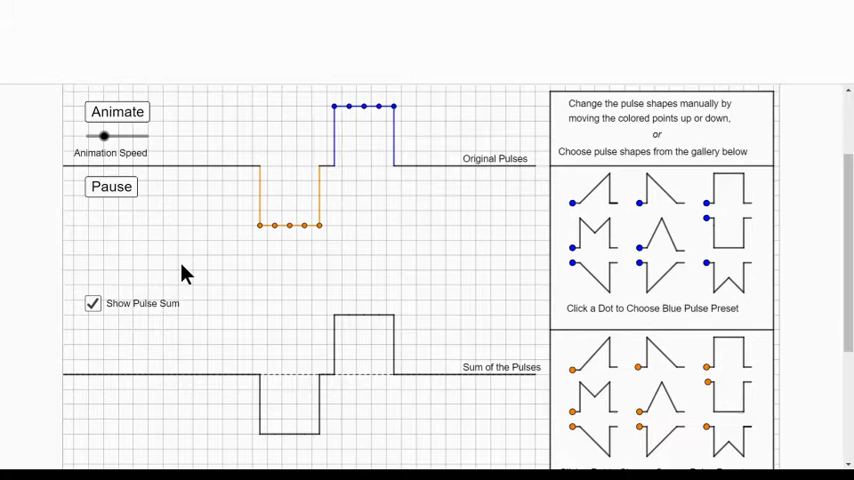 Animate
Animation Speed
Pause
Original Pulses
Show Pulse Sum
Sum of the Pulses
Change the pulse shapes manually by
moving the colored points up or down,
or
Choose pulse shapes from the gallery below
Click a Dot to Choose Blue Pulse Preset